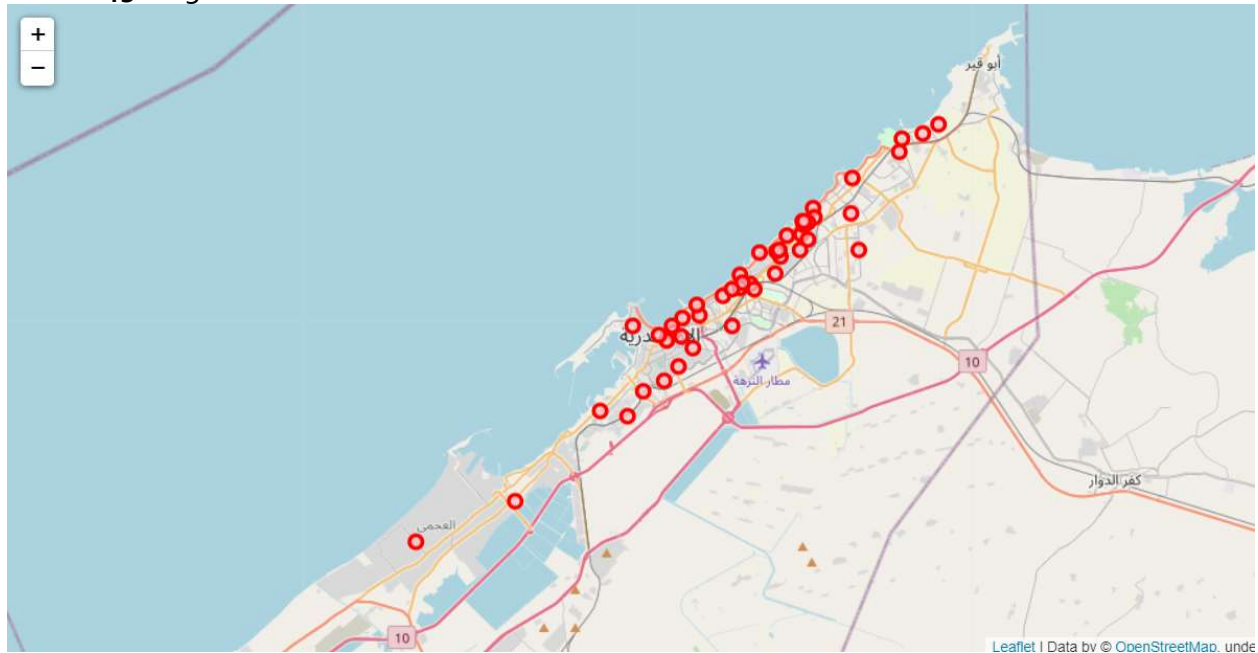 +
−
أبو قير
21
10
مطار النزهة
كفر الدوار
العجمي
10
Leaflet | Data by © OpenStreetMap, unde